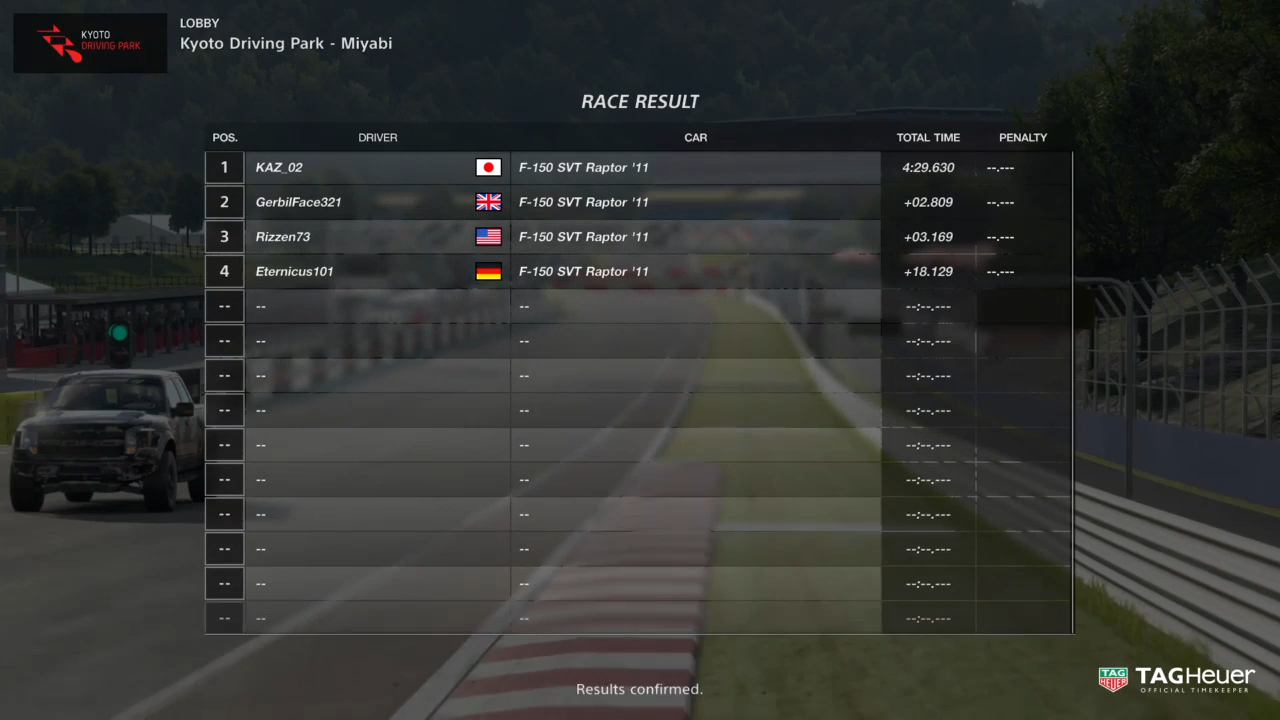 KYOTO
DRIVING PARK
LOBBY
Kyoto Driving Park - Miyabi
RACE RESULT
POS. DRIVER CAR TOTAL TIME PENALTY
1 KAZ_02 F-150 SVT Raptor '11 4:29.630 --.---
2 GerbilFace321 F-150 SVT Raptor '11 +02.809 --.---
3 Rizzen73 F-150 SVT Raptor '11 +03.169 --.---
4 Eternicus101 F-150 SVT Raptor '11 +18.129 --.---
-- -- -- --:--.---
-- -- -- --:--.---
-- -- -- --:--.---
-- -- -- --:--.---
-- -- -- --:--.---
-- -- -- --:--.---
-- -- -- --:--.---
-- -- -- --:--.---
-- -- -- --:--.---
-- -- -- --:--.---
Results confirmed.
TAG HEUER
TAGHeuer
OFFICIAL TIMEKEEPER